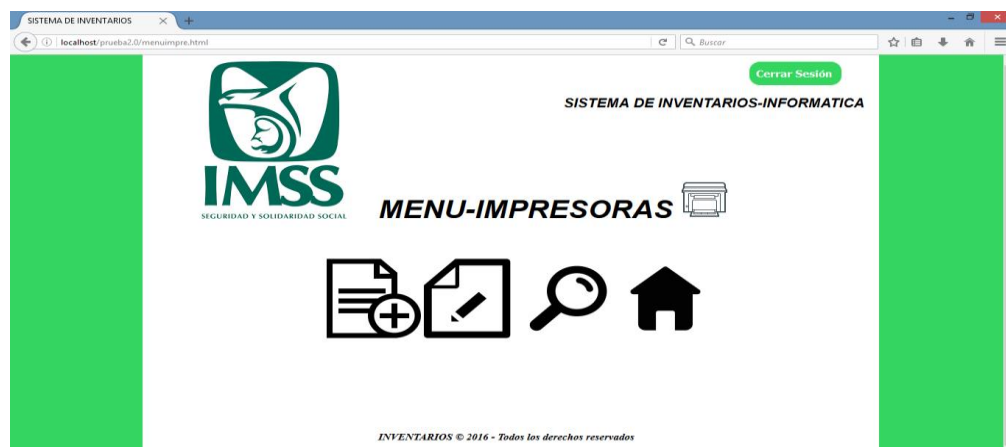 SISTEMA DE INVENTARIOS
localhost/prueba2.0/menuimpre.html
Buscar
Cerrar Sesión
SISTEMA DE INVENTARIOS-INFORMATICA
IMSS
SEGURIDAD Y SOLIDARIDAD SOCIAL
MENU-IMPRESORAS
INVENTARIOS © 2016 - Todos los derechos reservados